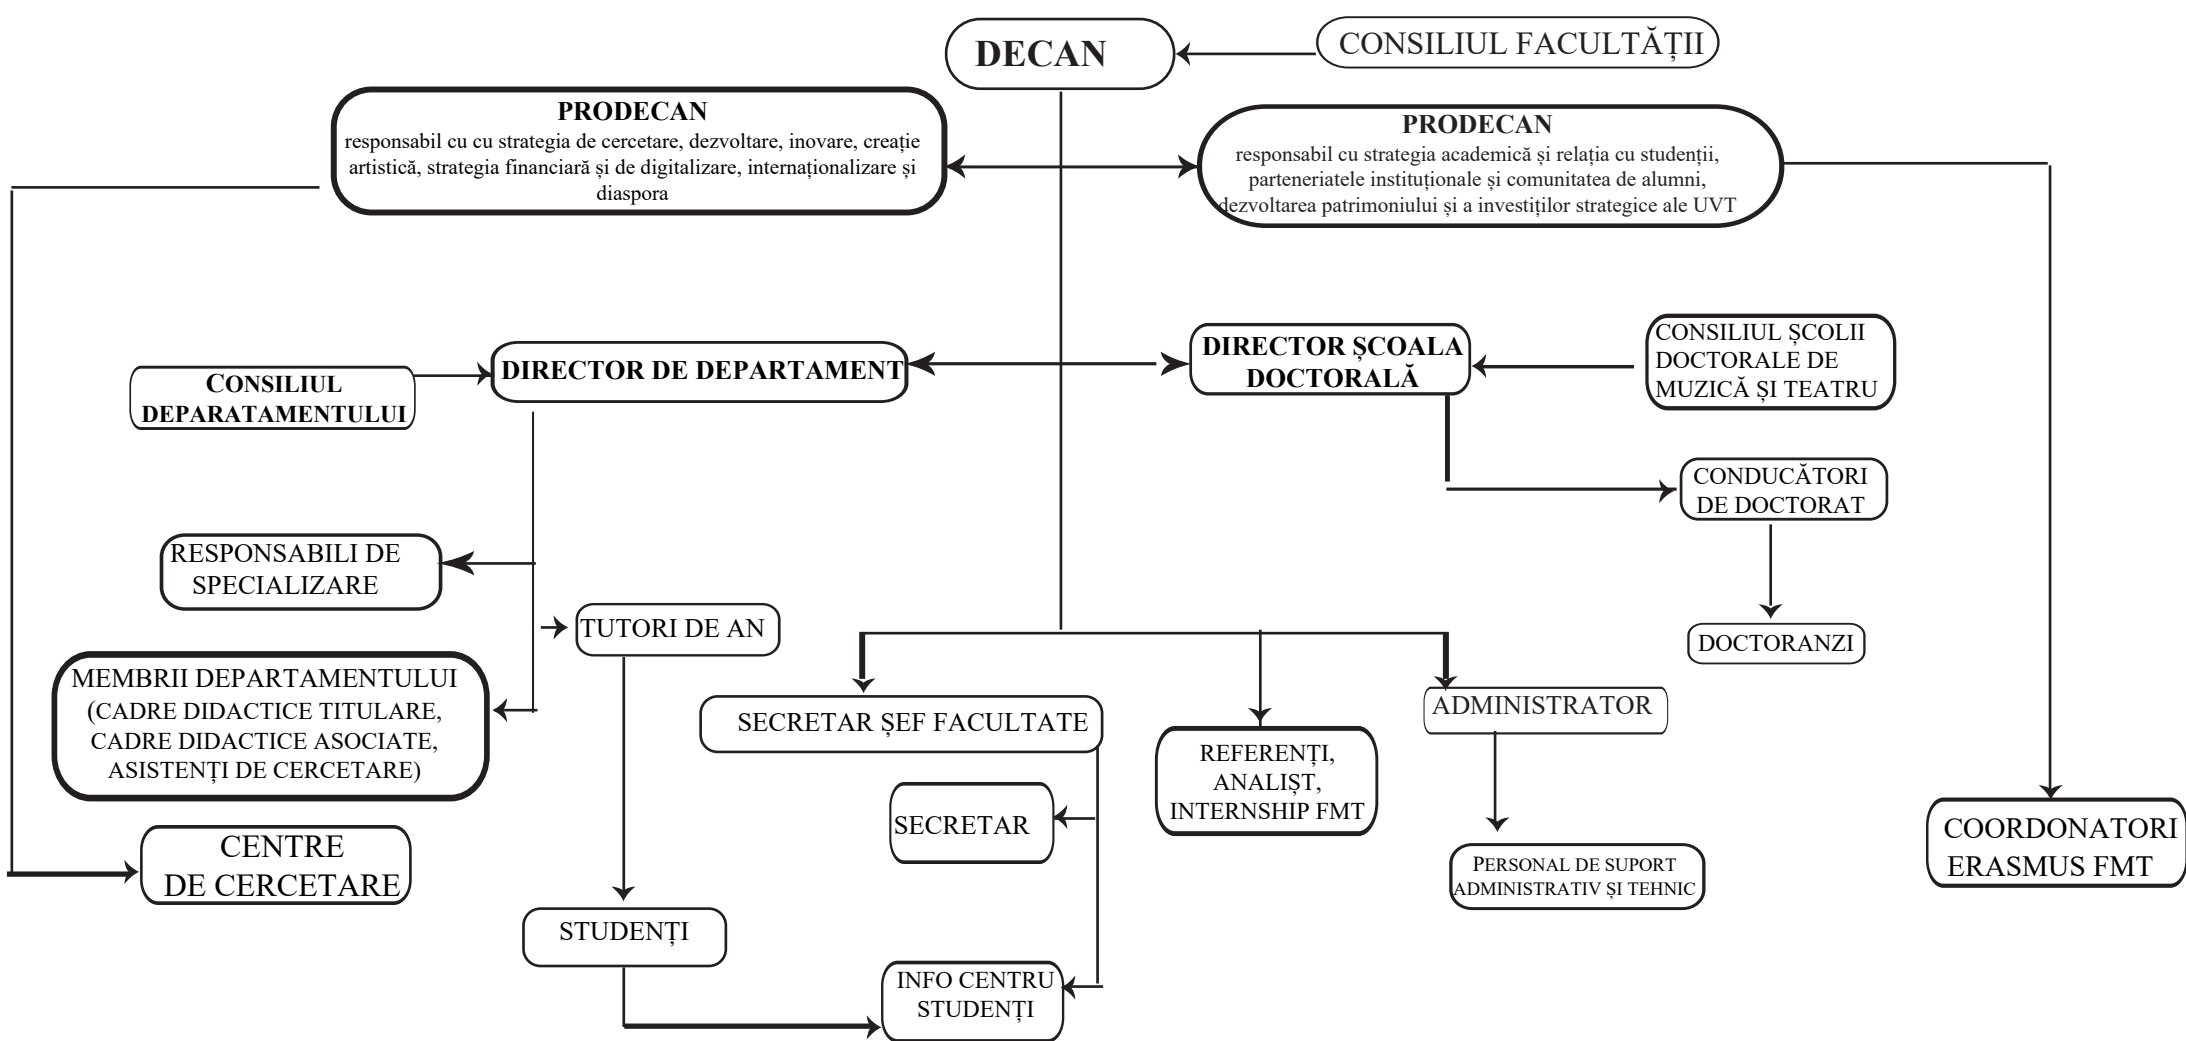 DECAN
CONSILIUL FACULTĂȚII
PRODECAN
responsabil cu cu strategia de cercetare, dezvoltare, inovare, creație
artistică, strategia financiară și de digitalizare, internaționalizare și
diaspora
PRODECAN
responsabil cu strategia academică și relația cu studenții,
parteneriatele instituționale și comunitatea de alumni,
dezvoltarea patrimoniului și a investiților strategice ale UVT
CONSILIUL
DEPARATAMENTULUI
DIRECTOR DE DEPARTAMENT
DIRECTOR ȘCOALA
DOCTORALĂ
CONSILIUL ȘCOLII
DOCTORALE DE
MUZICĂ ȘI TEATRU
CONDUCĂTORI
DE DOCTORAT
RESPONSABILI DE
SPECIALIZARE
TUTORI DE AN
DOCTORANZI
MEMBRII DEPARTAMENTULUI
(CADRE DIDACTICE TITULARE,
CADRE DIDACTICE ASOCIATE,
ASISTENȚI DE CERCETARE)
SECRETAR ȘEF FACULTATE
REFERENȚI,
ANALIȘT,
INTERNSHIP FMT
ADMINISTRATOR
SECRETAR
CENTRE
DE CERCETARE
PERSONAL DE SUPORT
ADMINISTRATIV ȘI TEHNIC
COORDONATORI
ERASMUS FMT
STUDENȚI
INFO CENTRU
STUDENȚI